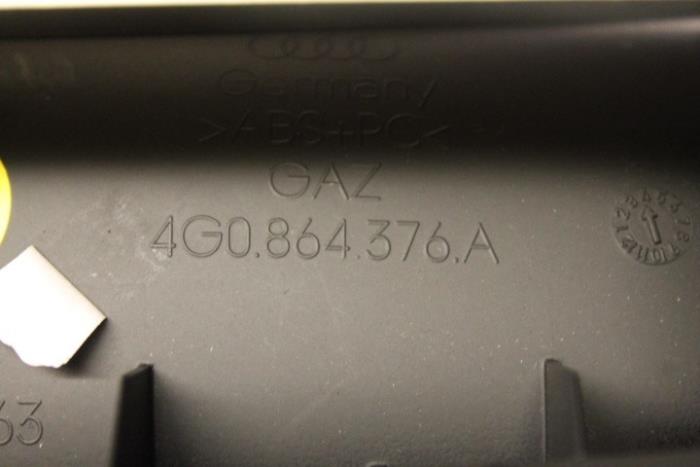 Germany
>ABS+PC<
GAZ
4G0.864.376.A
63